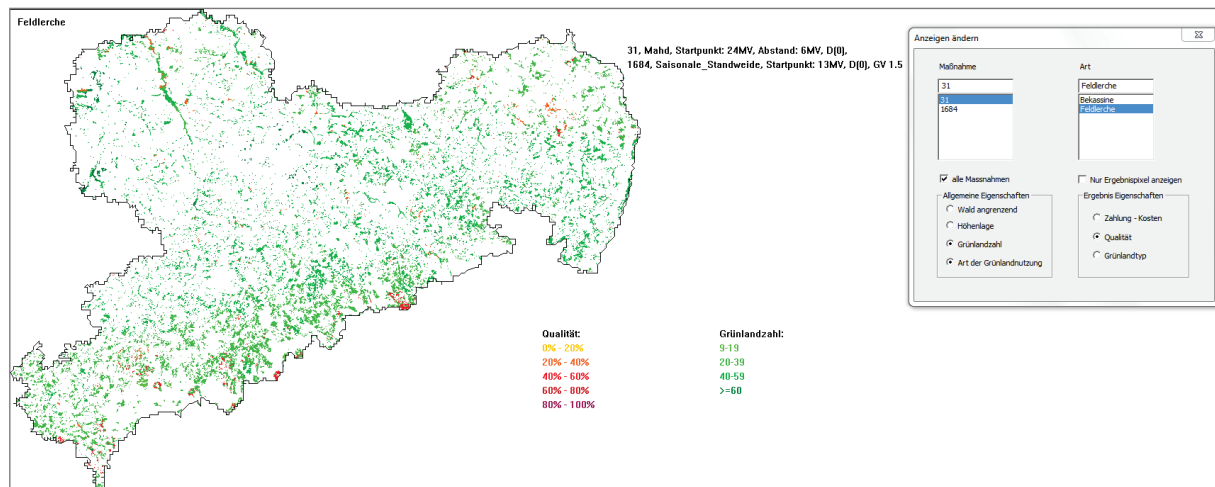 Feldlerche
31, Mahd, Startpunkt: 24MV, Abstand: 6MV, D(0),
1684, Saisonale_Standweide, Startpunkt: 13MV, D(0), GV 1.5
Qualität:
0% - 20%
20% - 40%
40% - 60%
60% - 80%
80% - 100%
Grünlandzahl:
9-19
20-39
40-59
>=60
Anzeigen ändern
Maßnahme
31
31
1684
Art
Feldlerche
Bekassine
Feldlerche
alle Massnahmen
Nur Ergebnispixel anzeigen
Allgemeine Eigenschaften
Wald angrenzend
Höhenlage
Grünlandzahl
Art der Grünlandnutzung
Ergebnis Eigenschaften
Zahlung - Kosten
Qualität
Grünlandtyp